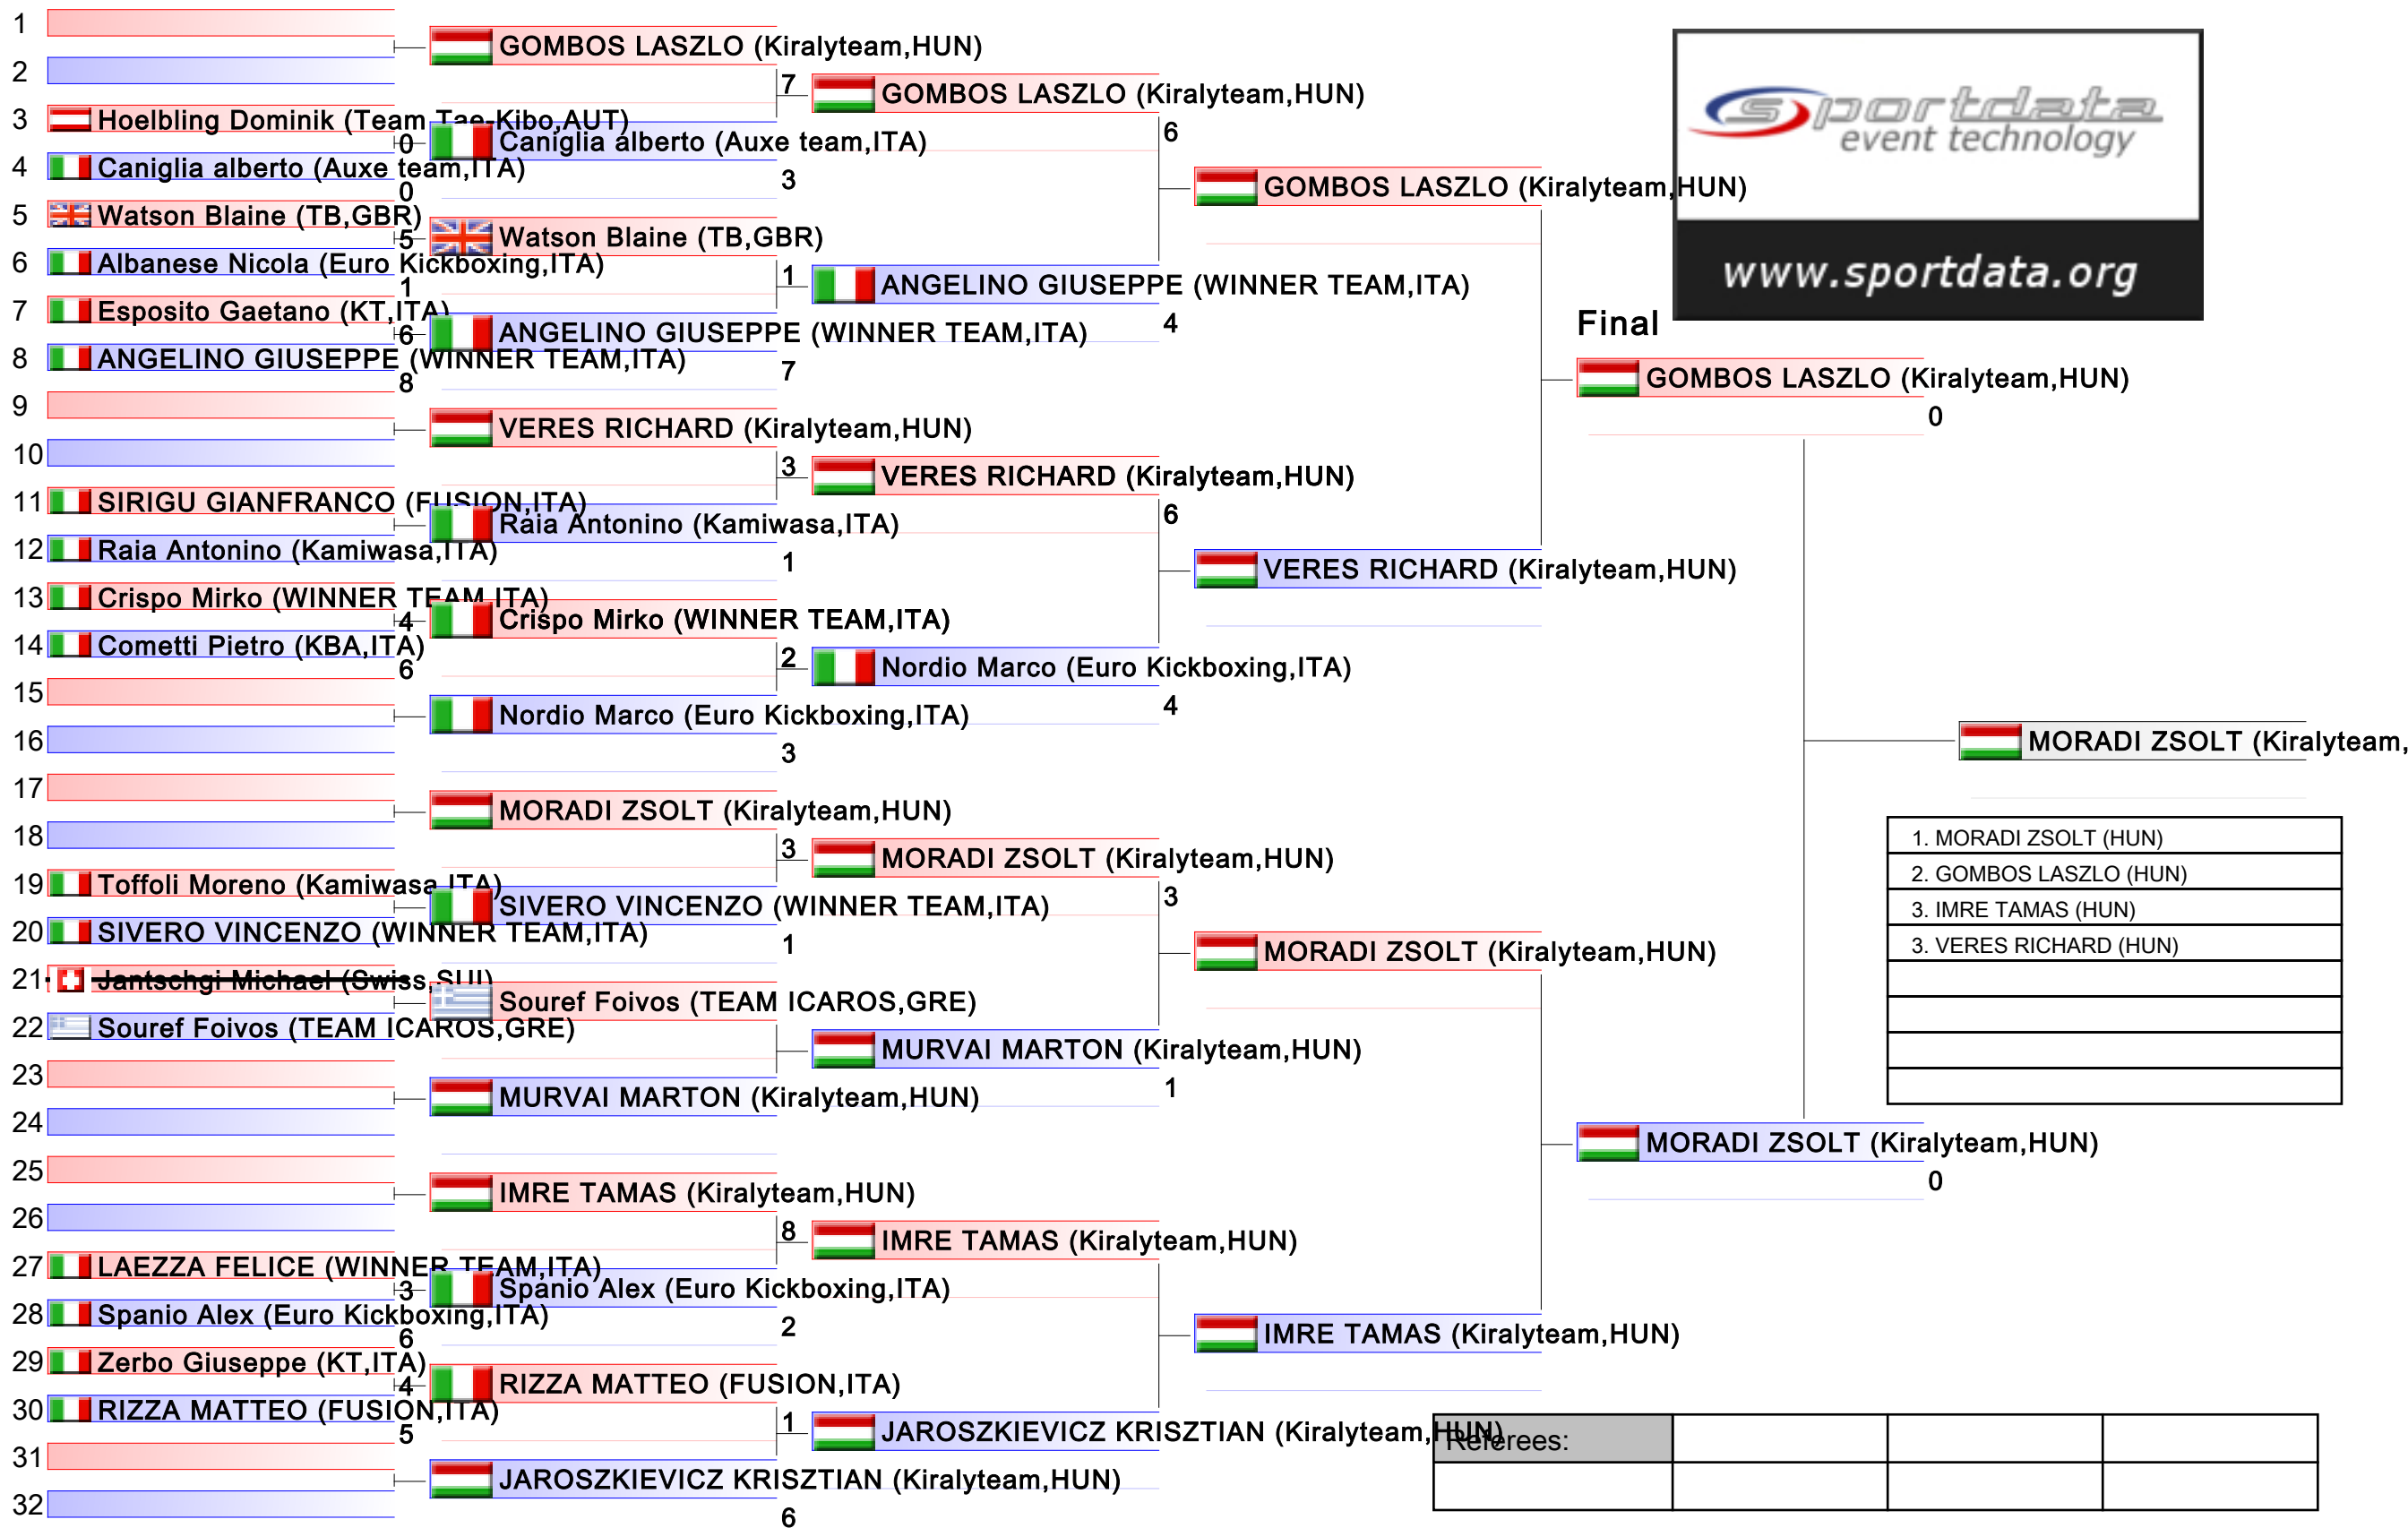 1
GOMBOS LASZLO (Kiralyteam,HUN)
2
7
GOMBOS LASZLO (Kiralyteam,HUN)
3 Hoelbling Dominik (Team Tae-Kibo,AUT)
0
Caniglia alberto (Auxe team,ITA)
6
4 Caniglia alberto (Auxe team,ITA)
0
3
GOMBOS LASZLO (Kiralyteam,HUN)
5 Watson Blaine (TB,GBR)
5
Watson Blaine (TB,GBR)
6 Albanese Nicola (Euro Kickboxing,ITA)
1
1
ANGELINO GIUSEPPE (WINNER TEAM,ITA)
7 Esposito Gaetano (KT,ITA)
6
ANGELINO GIUSEPPE (WINNER TEAM,ITA)
4
8 ANGELINO GIUSEPPE (WINNER TEAM,ITA)
8
7
sportdata
event technology
www.sportdata.org
Final
GOMBOS LASZLO (Kiralyteam,HUN)
0
9
VERES RICHARD (Kiralyteam,HUN)
10
3
VERES RICHARD (Kiralyteam,HUN)
11 SIRIGU GIANFRANCO (FUSION,ITA)
Raia Antonino (Kamiwasa,ITA)
6
12 Raia Antonino (Kamiwasa,ITA)
1
VERES RICHARD (Kiralyteam,HUN)
13 Crispo Mirko (WINNER TEAM,ITA)
4
Crispo Mirko (WINNER TEAM,ITA)
14 Cometti Pietro (KBA,ITA)
6
2
Nordio Marco (Euro Kickboxing,ITA)
15
Nordio Marco (Euro Kickboxing,ITA)
4
16
3
MORADI ZSOLT (Kiralyteam,
17
MORADI ZSOLT (Kiralyteam,HUN)
18
3
MORADI ZSOLT (Kiralyteam,HUN)
19 Toffoli Moreno (Kamiwasa,ITA)
SIVERO VINCENZO (WINNER TEAM,ITA)
3
20 SIVERO VINCENZO (WINNER TEAM,ITA)
1
MORADI ZSOLT (Kiralyteam,HUN)
1. MORADI ZSOLT (HUN)
2. GOMBOS LASZLO (HUN)
3. IMRE TAMAS (HUN)
3. VERES RICHARD (HUN)
21 Jantschgi Michael (Swiss,SUI)
Souref Foivos (TEAM ICAROS,GRE)
22 Souref Foivos (TEAM ICAROS,GRE)
MURVAI MARTON (Kiralyteam,HUN)
23
MURVAI MARTON (Kiralyteam,HUN)
1
24
MORADI ZSOLT (Kiralyteam,HUN)
0
25
IMRE TAMAS (Kiralyteam,HUN)
26
8
IMRE TAMAS (Kiralyteam,HUN)
27 LAEZZA FELICE (WINNER TEAM,ITA)
3
Spanio Alex (Euro Kickboxing,ITA)
28 Spanio Alex (Euro Kickboxing,ITA)
6
2
IMRE TAMAS (Kiralyteam,HUN)
29 Zerbo Giuseppe (KT,ITA)
4
RIZZA MATTEO (FUSION,ITA)
30 RIZZA MATTEO (FUSION,ITA)
5
1
JAROSZKIEVICZ KRISZTIAN (Kiralyteam,HUN)
Referees:
31
JAROSZKIEVICZ KRISZTIAN (Kiralyteam,HUN)
32
6